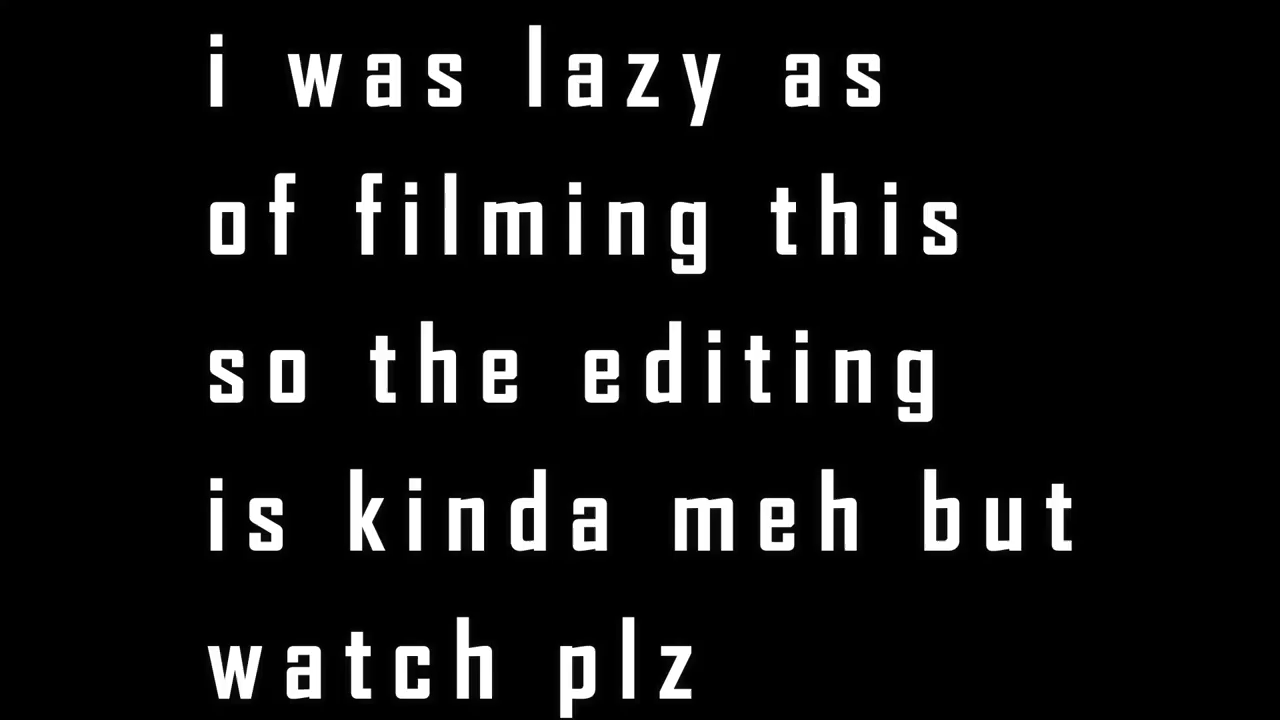 i was lazy as
of filming this
so the editing
is kinda meh but
watch plz